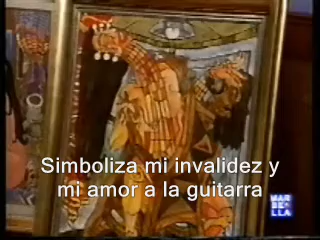 Simboliza mi invalidez y
mi amor a la guitarra
MAR
BE
LLA